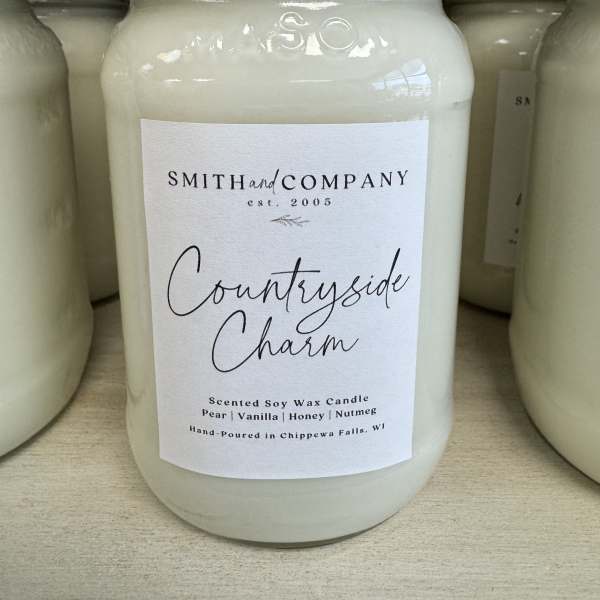 MASON
SMITH and COMPANY
est. 2005
Countryside
Charm
Scented Soy Wax Candle
Pear | Vanilla | Honey | Nutmeg
Hand-Poured in Chippewa Falls, WI